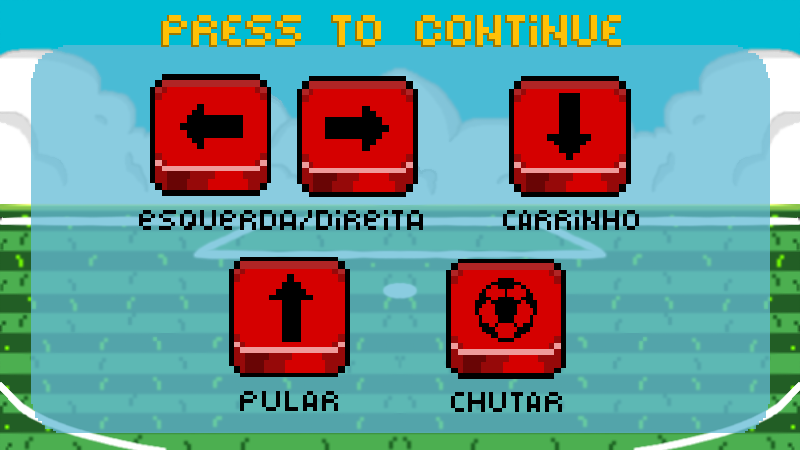 PRESS TO CONTINUE
ESQUERDA/DIREITA
CARRINHO
PULAR
CHUTAR